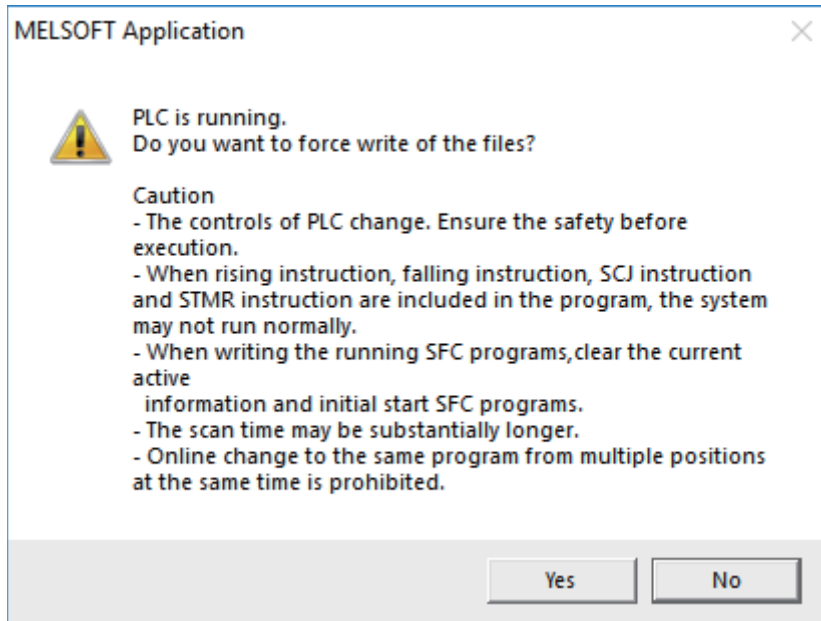 MELSOFT Application
PLC is running.
Do you want to force write of the files?
Caution
- The controls of PLC change. Ensure the safety before
execution.
- When rising instruction, falling instruction, SCJ instruction
and STMR instruction are included in the program, the system
may not run normally.
- When writing the running SFC programs,clear the current
active
information and initial start SFC programs.
- The scan time may be substantially longer.
- Online change to the same program from multiple positions
at the same time is prohibited.
Yes
No